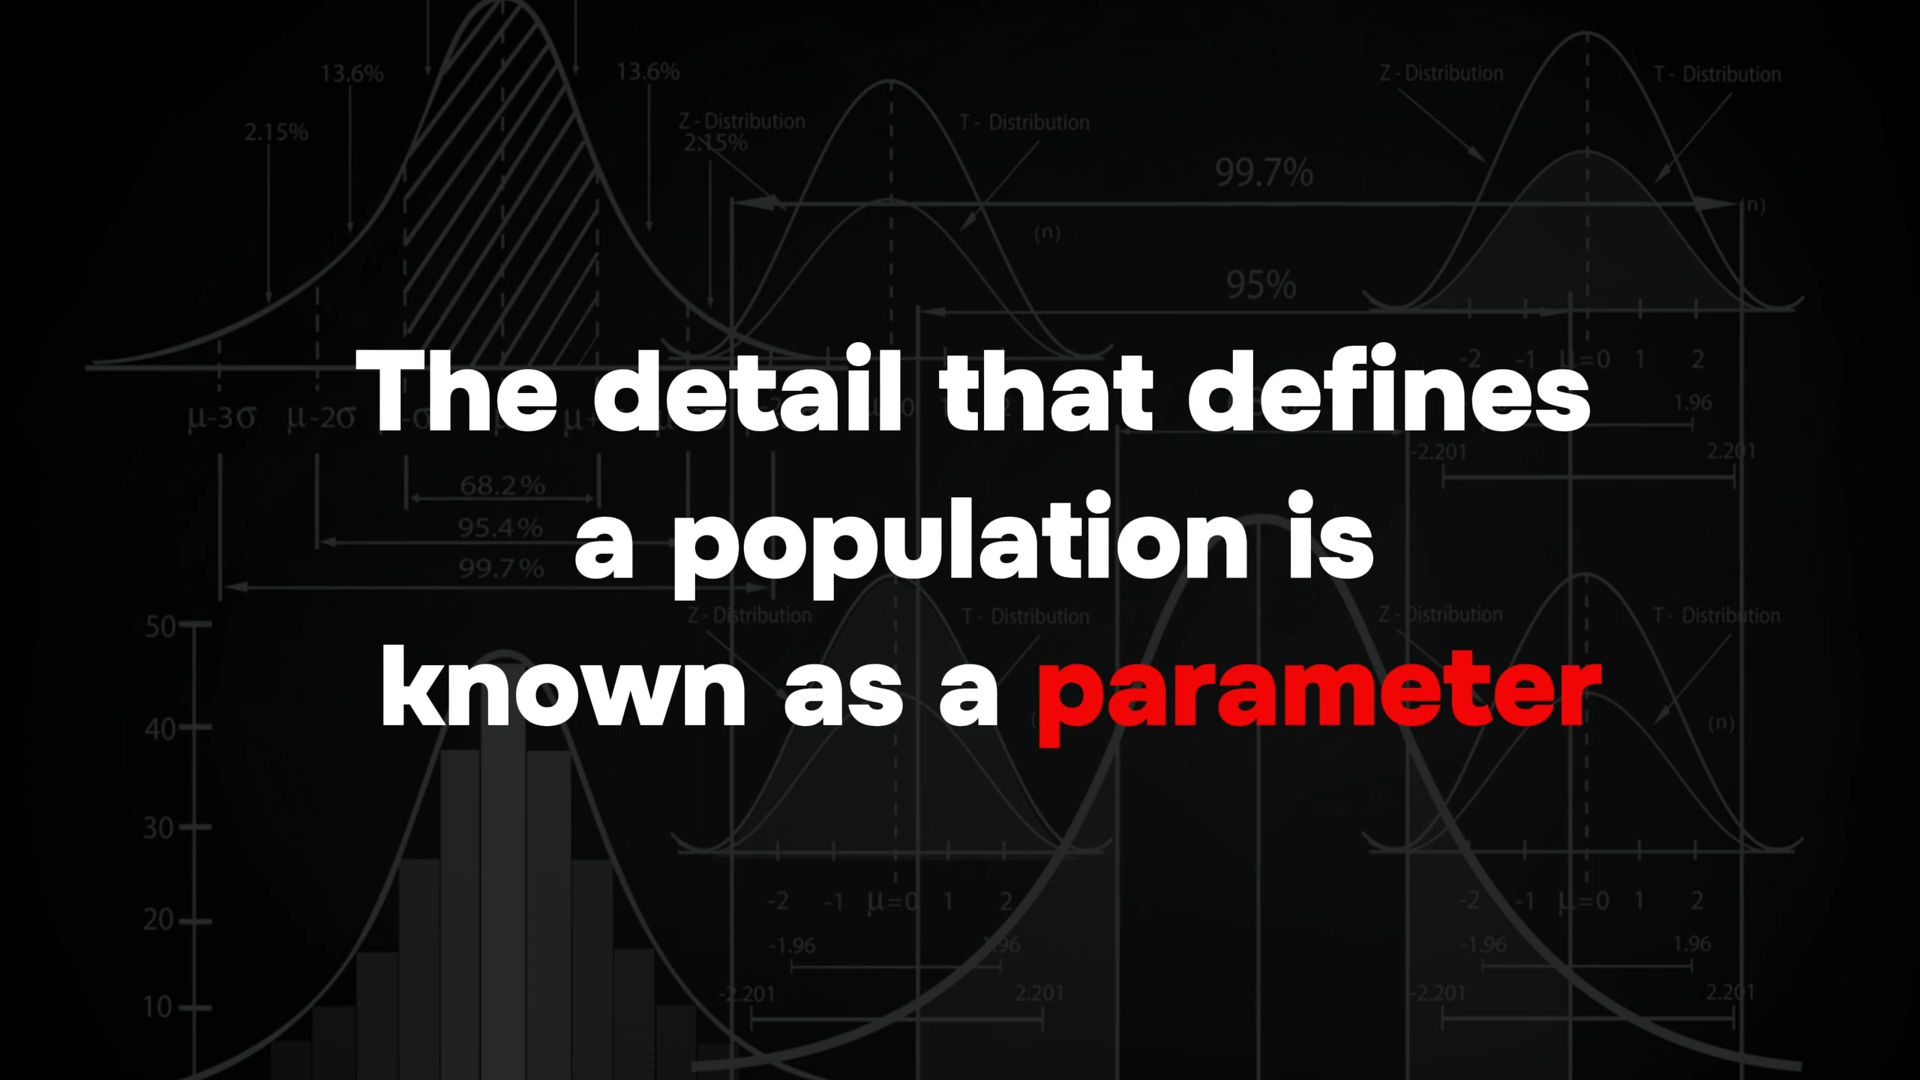 The detail that defines
a population is
known as a parameter
13.6%
13.6%
2.15%
2.15%
Z - Distribution
T - Distribution
(n)
Z - Distribution
T - Distribution
(n)
99.7%
95%
-2 -1 μ=0 1 2
1.96
-2.201 2.201
μ-3σ μ-2σ
68.2%
95.4%
99.7%
50
40
30
20
10
Z - Distribution
T - Distribution
-2 -1 μ=0 1 2
-1.96
-2.201 2.201
Z - Distribution
T - Distribution
(n)
-2 -1 μ=0 1 2
-1.96 1.96
-2.201 2.201